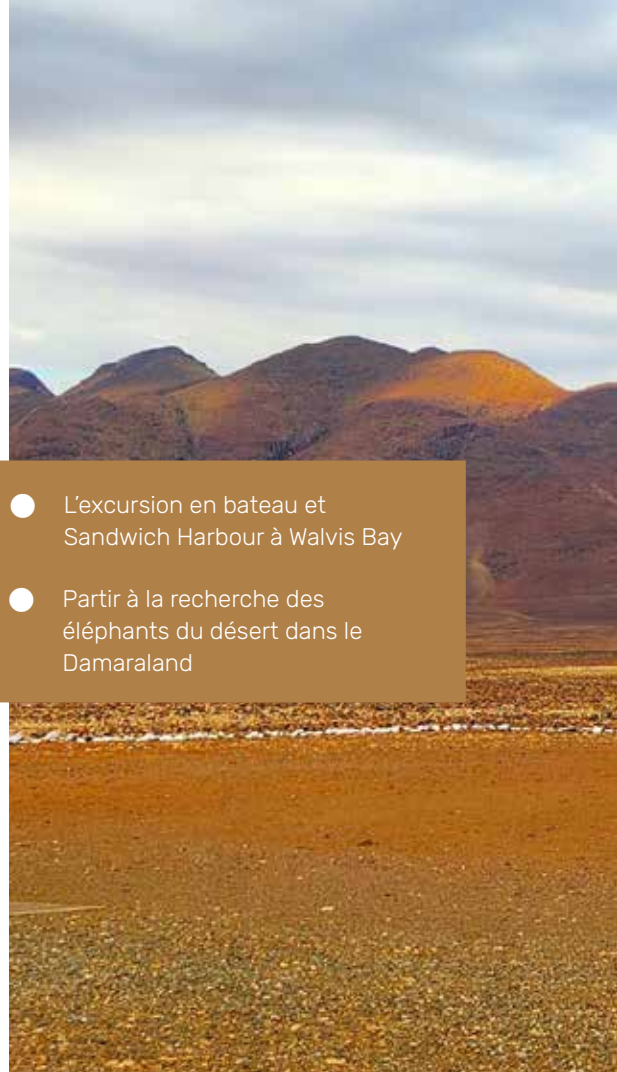 L'excursion en bateau et
Sandwich Harbour à Walvis Bay
Partir à la recherche des
éléphants du désert dans le
Damaraland